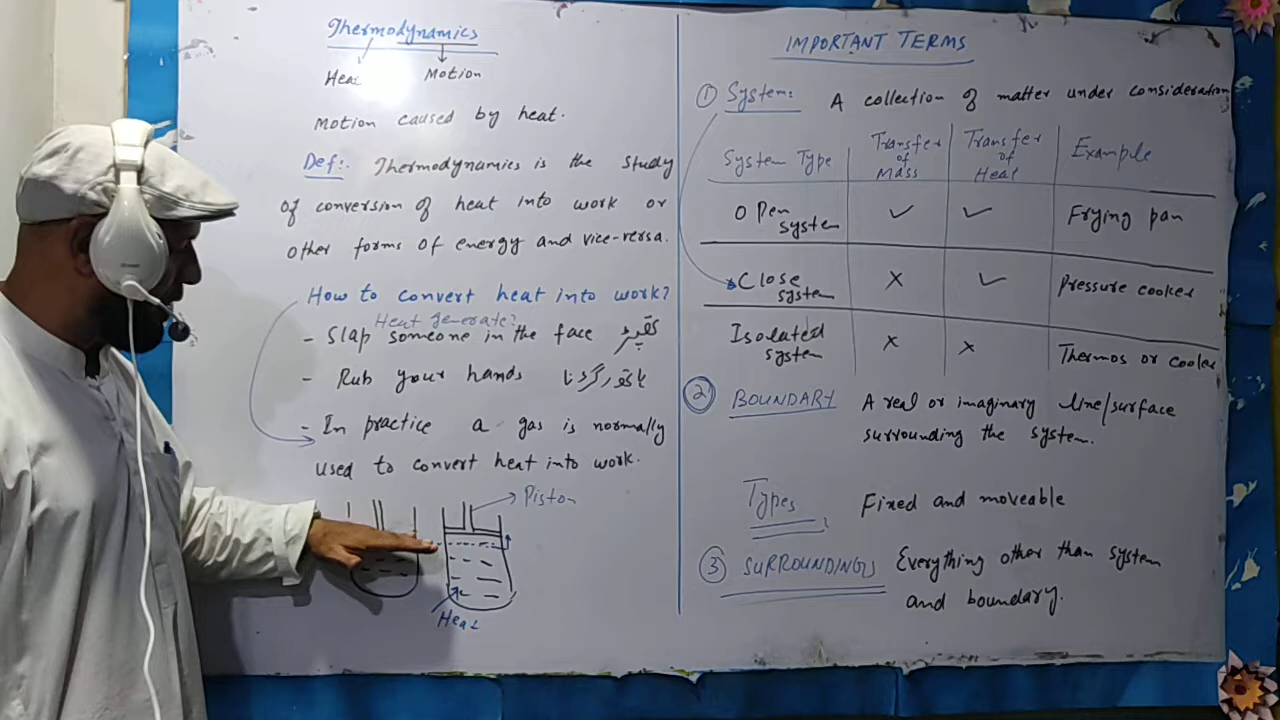 Thermodynamics
Heat Motion
Motion caused by heat.
Def:. Thermodynamics is the study
of conversion of heat into work or
other forms of energy and vice-versa.
How to convert heat into work?
Heat generate?
- Slap someone in the face تھپڑ
- Rub your hands ہاتھ رگڑنا
- In practice a gas is normally
used to convert heat into work.
Piston
Heat
IMPORTANT TERMS
① System: A collection of matter under consideration
System Type Transfer of Mass Transfer of Heat Example
Open system ✓ ✓ Frying pan
Close system × ✓ Pressure cooker
Isolated system × × Thermos or cooler
② BOUNDARY A real or imaginary line/surface
surrounding the system.
Types Fixed and moveable
③ SURROUNDINGS Everything other than system
and boundary.